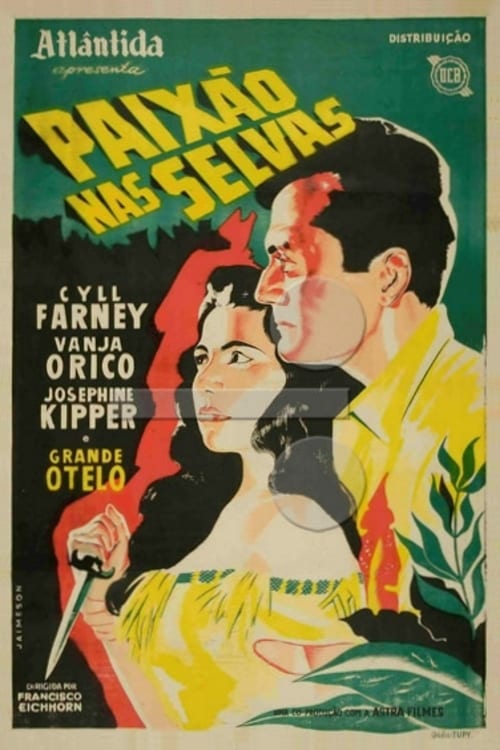 Atlântida
apresenta
DISTRIBUIÇÃO
UCB
PAIXÃO
NAS SELVAS
CYLL
FARNEY
VANJA
ORICO
JOSEPHINE
KIPPER
e
GRANDE
OTELO
JAIMESON
DIRIGIDA POR
FRANCISCO
EICHHORN
UMA CO-PRODUÇÃO COM A ASTRA FILMES
TUPY